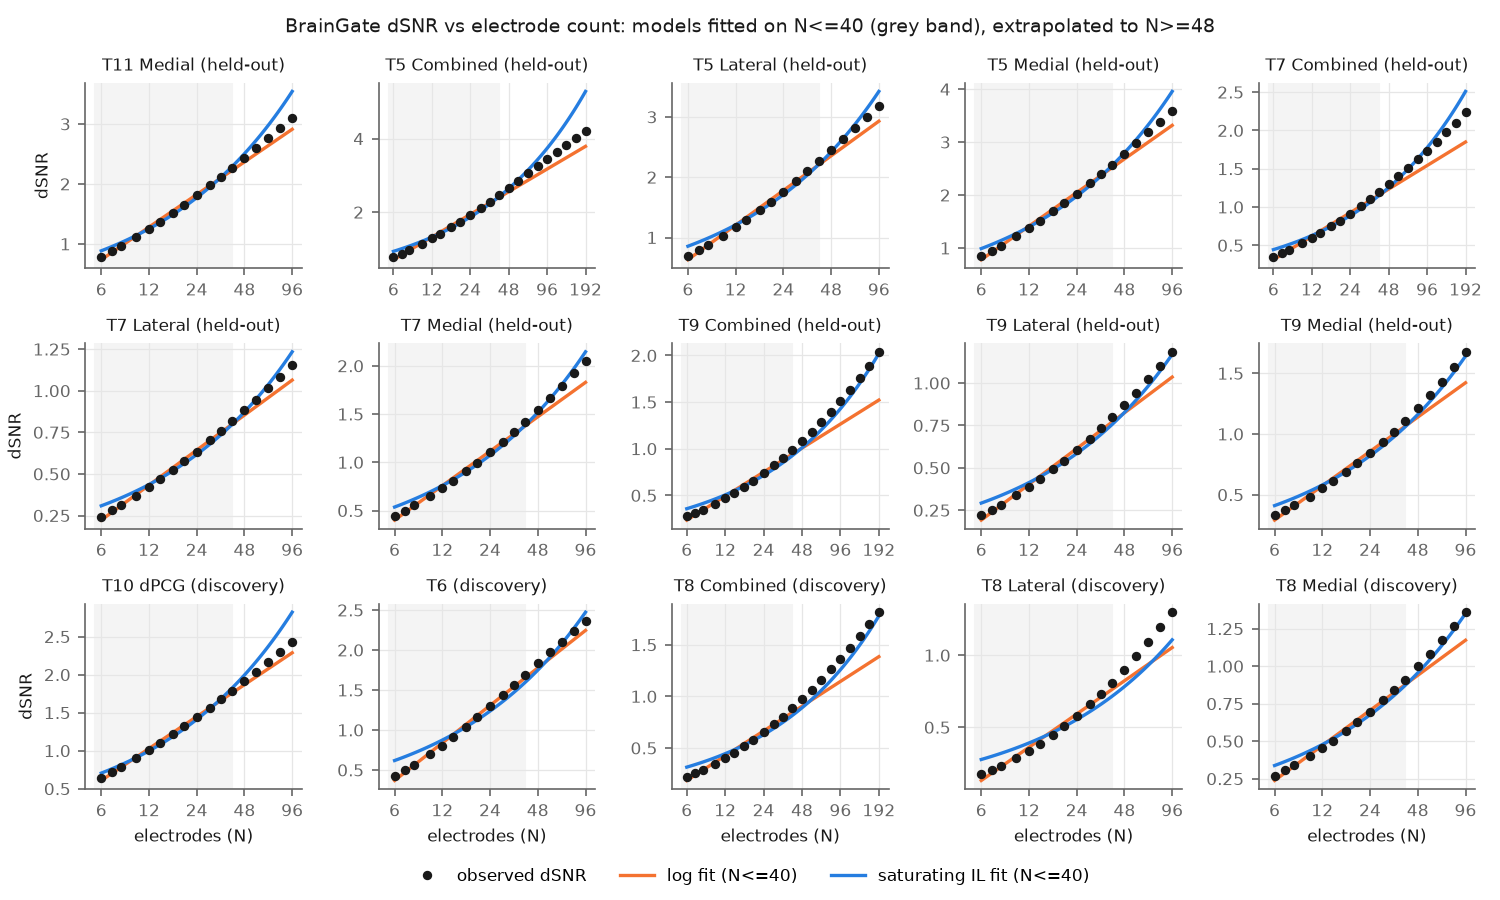 BrainGate dSNR vs electrode count: models fitted on N<=40 (grey band), extrapolated to N>=48
T11 Medial (held-out)
T5 Combined (held-out)
T5 Lateral (held-out)
T5 Medial (held-out)
T7 Combined (held-out)
dSNR
3
2
1
6 12 24 48 96
4
2
6 12 24 48 96 192
3
2
1
6 12 24 48 96
4
3
2
1
6 12 24 48 96
2.5
2.0
1.5
1.0
0.5
6 12 24 48 96 192
T7 Lateral (held-out)
T7 Medial (held-out)
T9 Combined (held-out)
T9 Lateral (held-out)
T9 Medial (held-out)
dSNR
1.25
1.00
0.75
0.50
0.25
6 12 24 48 96
2.0
1.5
1.0
0.5
6 12 24 48 96
2.0
1.5
1.0
0.5
6 12 24 48 96 192
1.00
0.75
0.50
0.25
6 12 24 48 96
1.5
1.0
0.5
6 12 24 48 96
T10 dPCG (discovery)
T6 (discovery)
T8 Combined (discovery)
T8 Lateral (discovery)
T8 Medial (discovery)
dSNR
2.5
2.0
1.5
1.0
0.5
6 12 24 48 96
electrodes (N)
2.5
2.0
1.5
1.0
0.5
6 12 24 48 96
electrodes (N)
1.5
1.0
0.5
6 12 24 48 96 192
electrodes (N)
1.0
0.5
6 12 24 48 96
electrodes (N)
1.25
1.00
0.75
0.50
0.25
6 12 24 48 96
electrodes (N)
observed dSNR
log fit (N<=40)
saturating IL fit (N<=40)